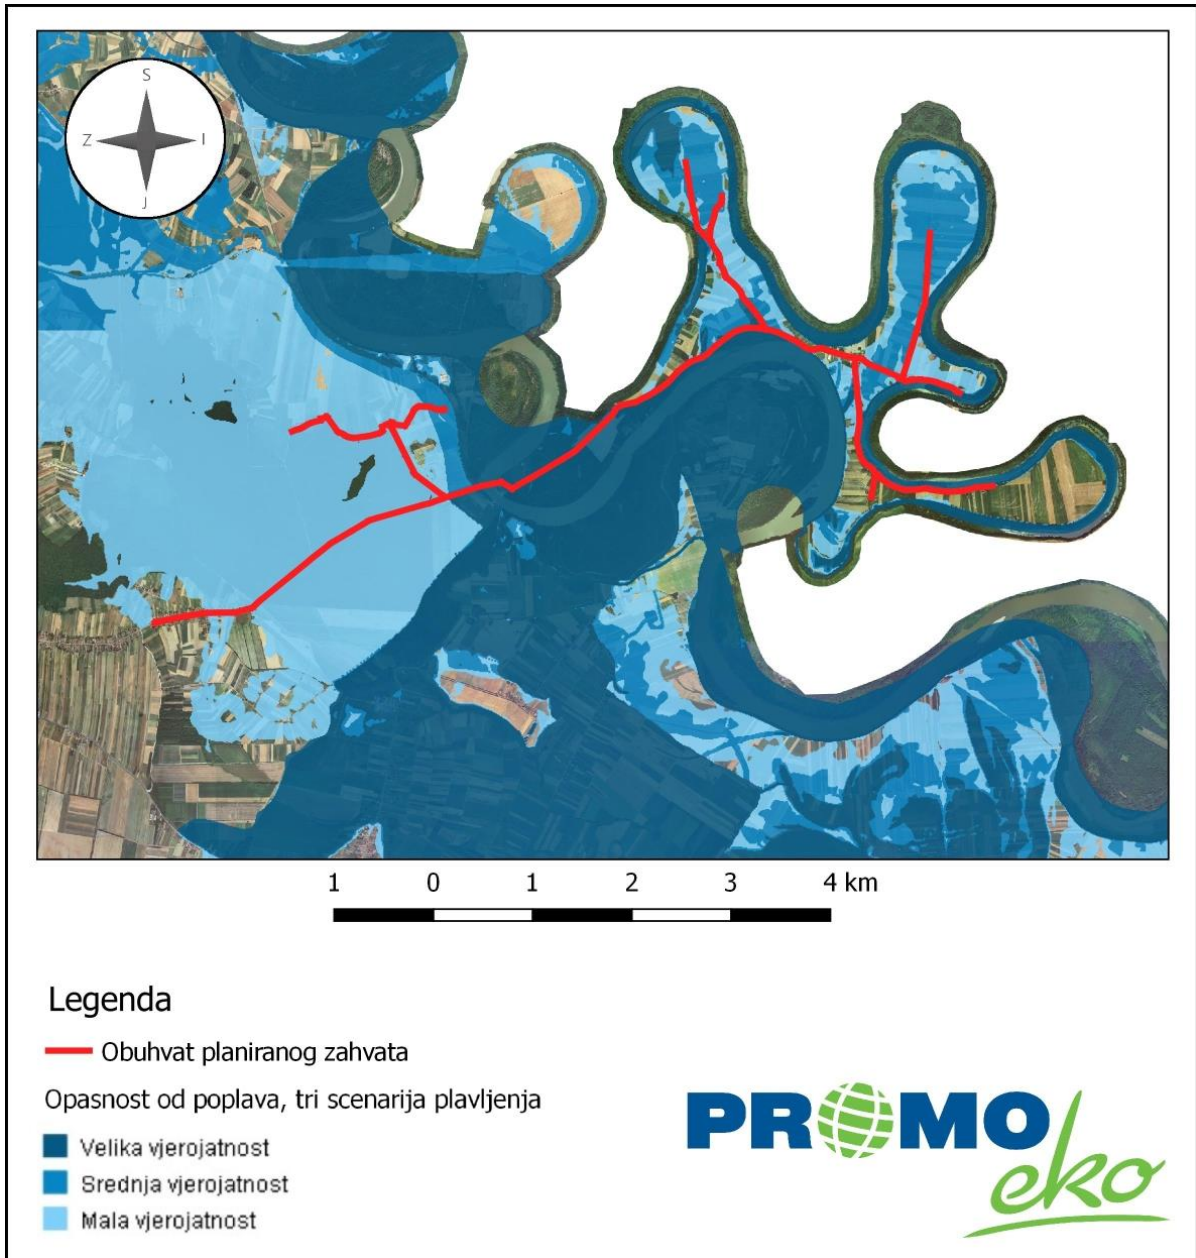 S
Z I
J
1 0 1 2 3 4 km
Legenda
Obuhvat planiranog zahvata
Opasnost od poplava, tri scenarija plavljenja
Velika vjerojatnost
Srednja vjerojatnost
Mala vjerojatnost
PROMO
eko